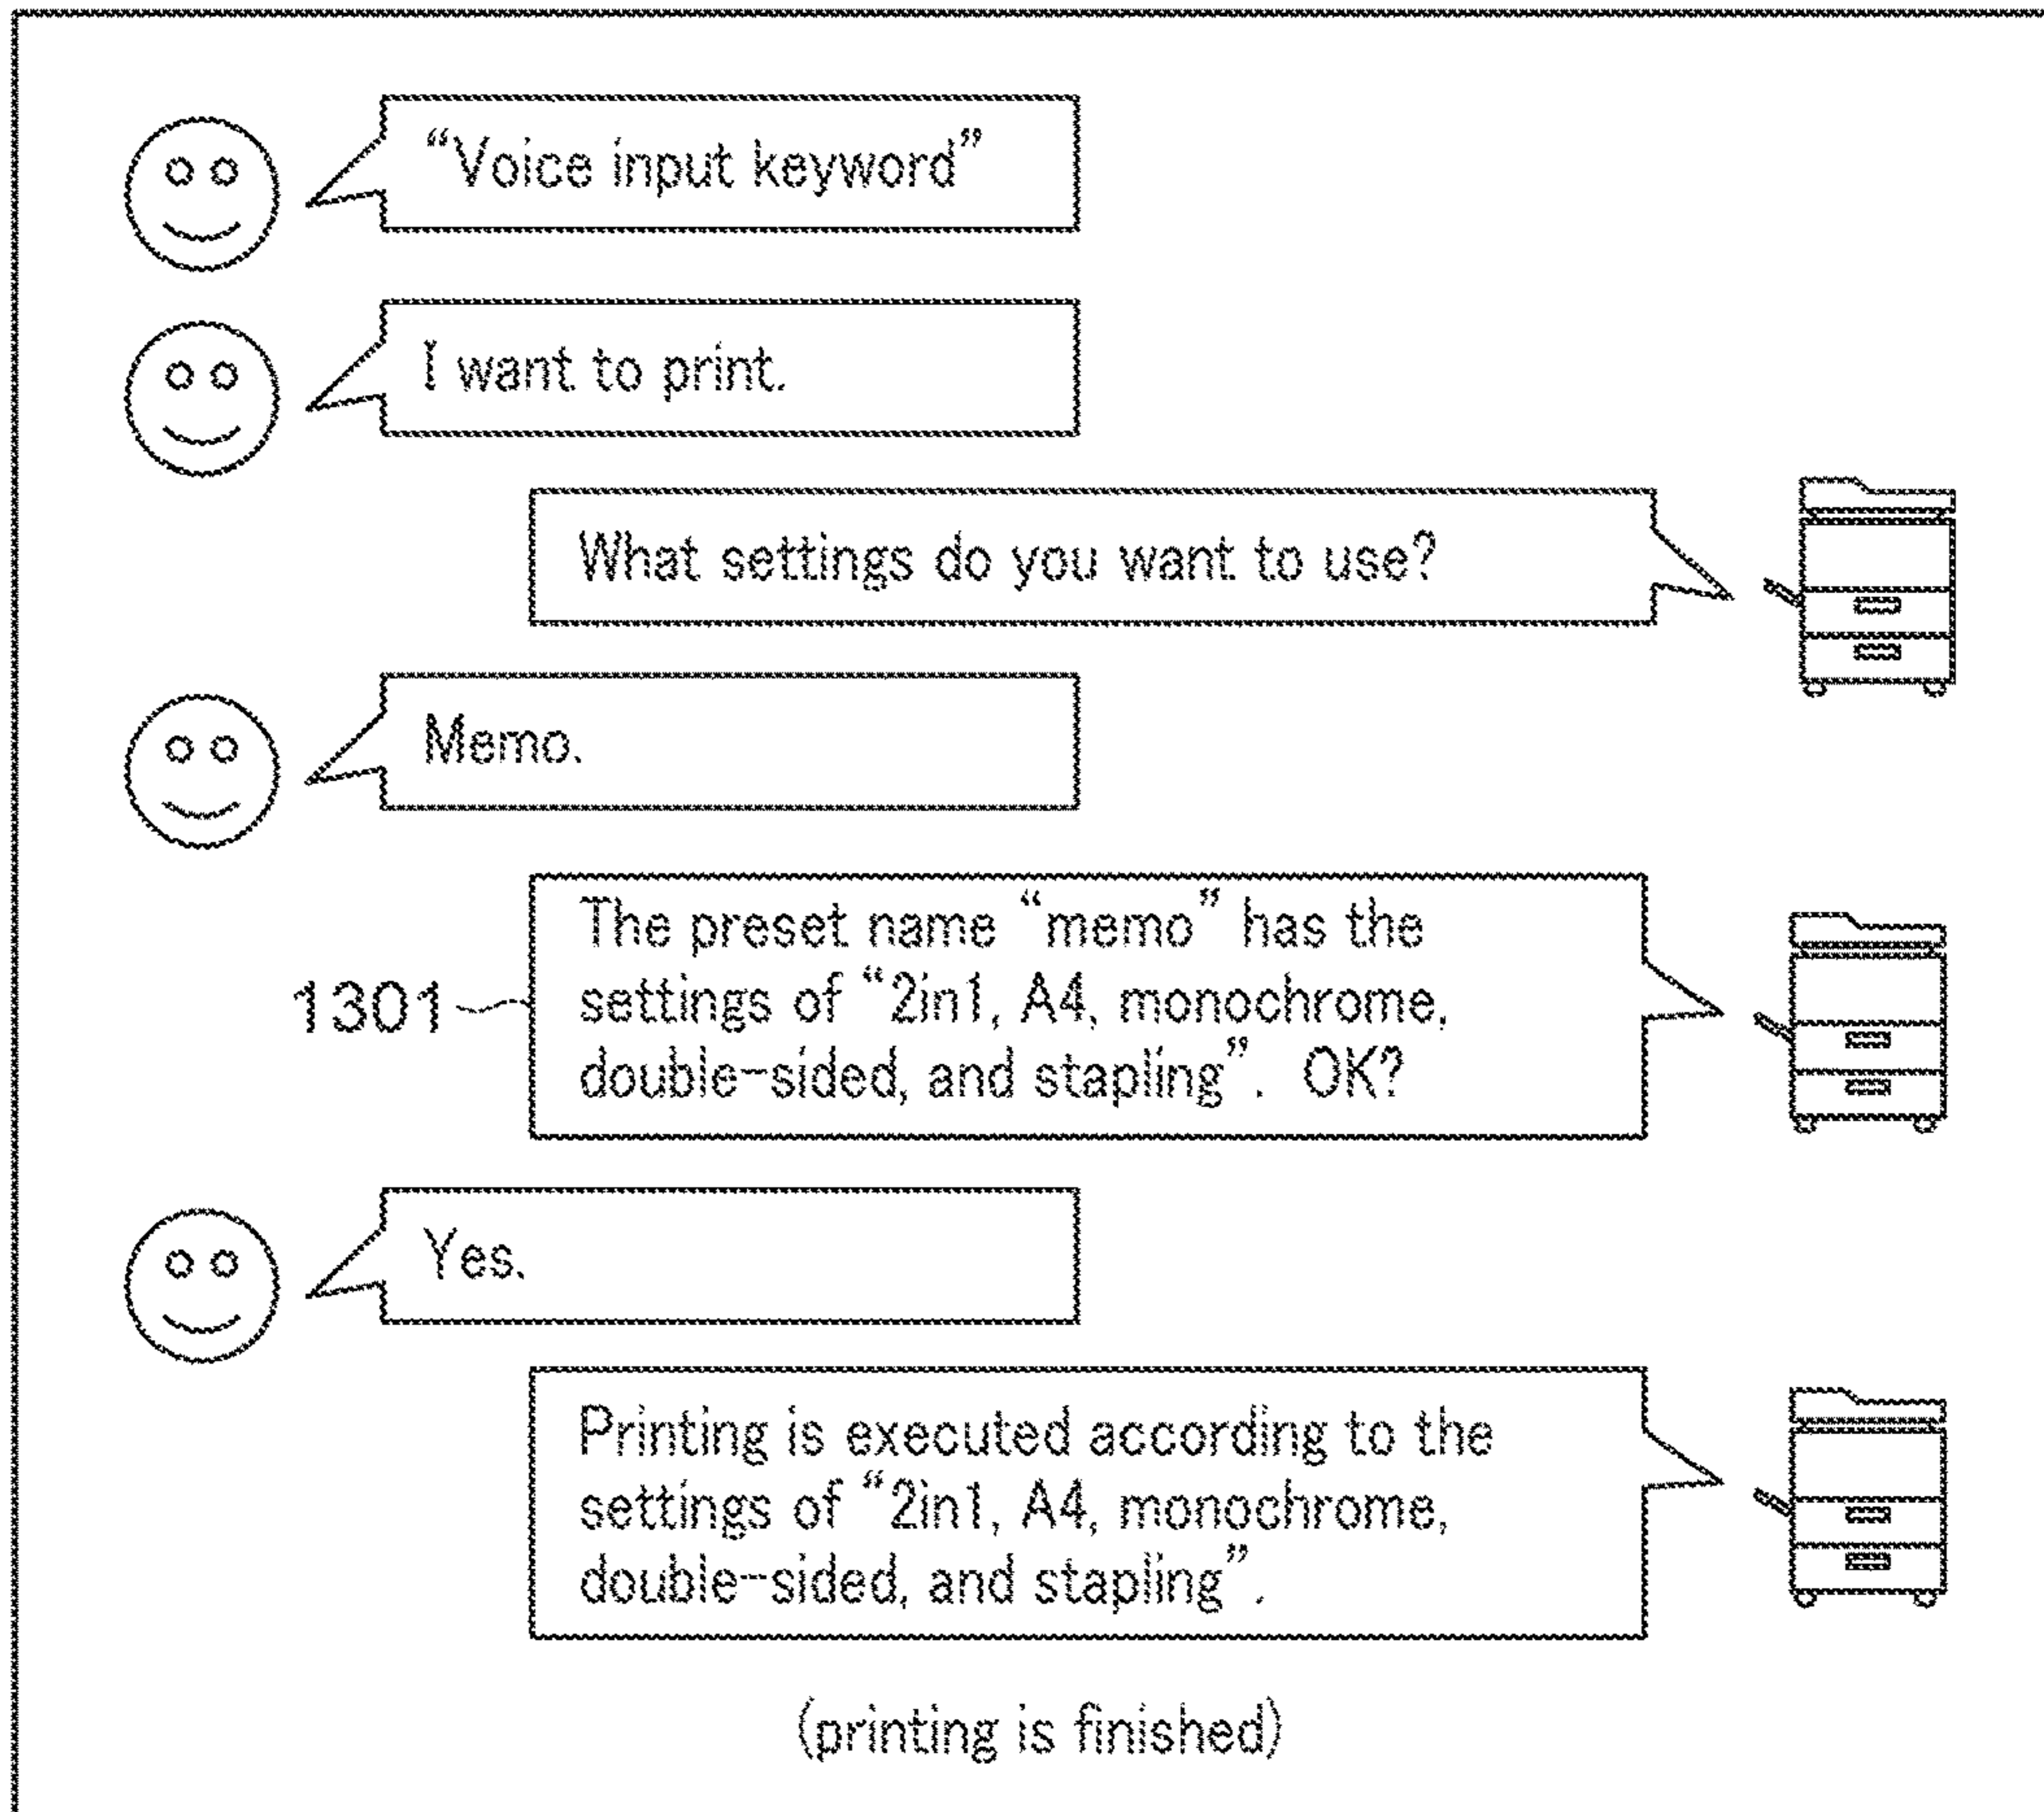 “Voice input keyword”
I want to print.
What settings do you want to use?
Memo.
The preset name “memo” has the
1301
settings of “2in1, A4, monochrome,
double-sided, and stapling”. OK?
Yes.
Printing is executed according to the
settings of “2in1, A4, monochrome,
double-sided, and stapling”.
(printing is finished)